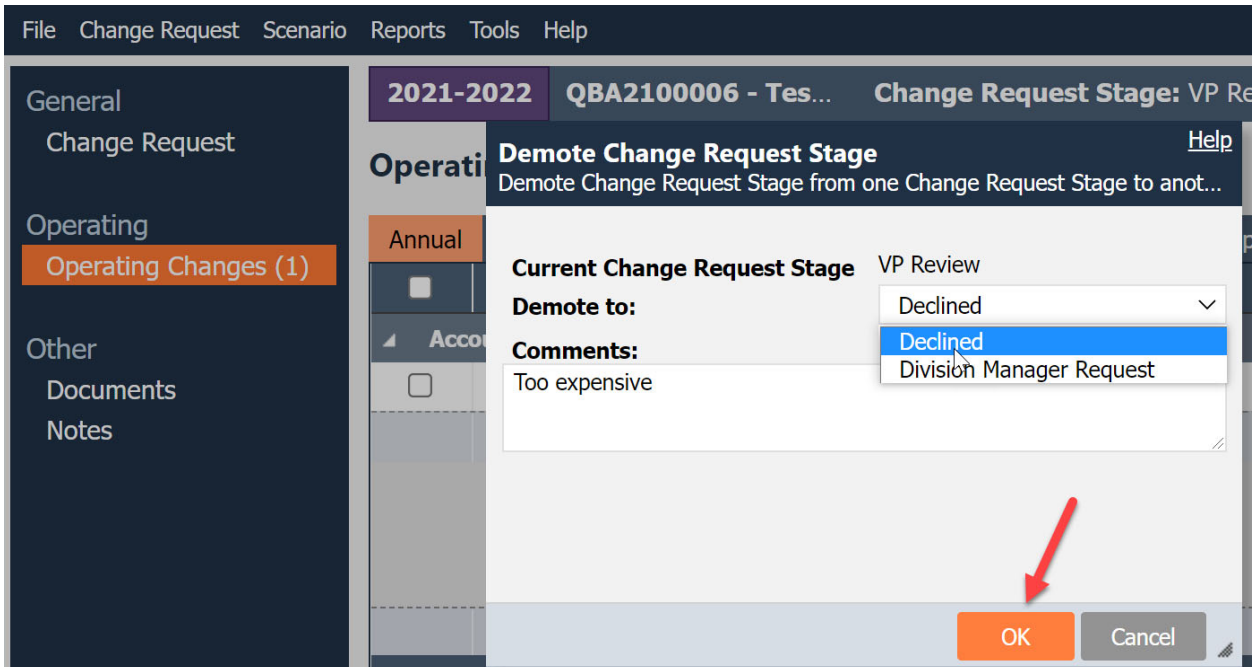 File Change Request Scenario Reports Tools Help
General
Change Request
Operating
Operating Changes (1)
Other
Documents
Notes
2021-2022 QBA2100006 - Tes... Change Request Stage: VP Re
Operati
Annual
Accou
Demote Change Request Stage
Help
Demote Change Request Stage from one Change Request Stage to anot...
Current Change Request Stage VP Review
Demote to: Declined
Declined
Division Manager Request
Comments:
Too expensive
OK Cancel